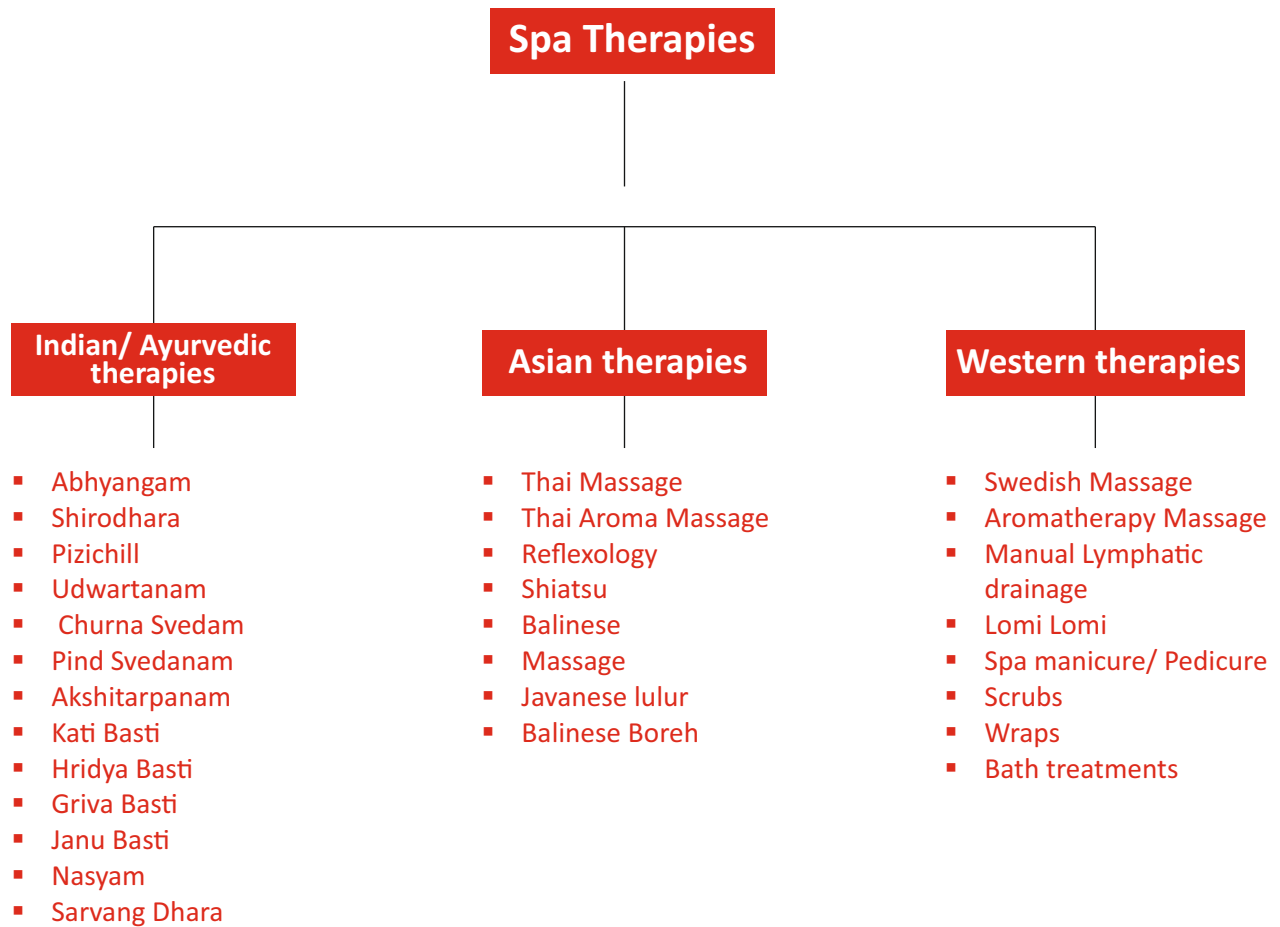 Spa Therapies
Indian/ Ayurvedic
therapies
▪ Abhyangam
▪ Shirodhara
▪ Pizichill
▪ Udwartanam
▪ Churna Svedam
▪ Pind Svedanam
▪ Akshitarpanam
▪ Kati Basti
▪ Hridya Basti
▪ Griva Basti
▪ Janu Basti
▪ Nasyam
▪ Sarvang Dhara
Asian therapies
▪ Thai Massage
▪ Thai Aroma Massage
▪ Reflexology
▪ Shiatsu
▪ Balinese
▪ Massage
▪ Javanese lulur
▪ Balinese Boreh
Western therapies
▪ Swedish Massage
▪ Aromatherapy Massage
▪ Manual Lymphatic
drainage
▪ Lomi Lomi
▪ Spa manicure/ Pedicure
▪ Scrubs
▪ Wraps
▪ Bath treatments